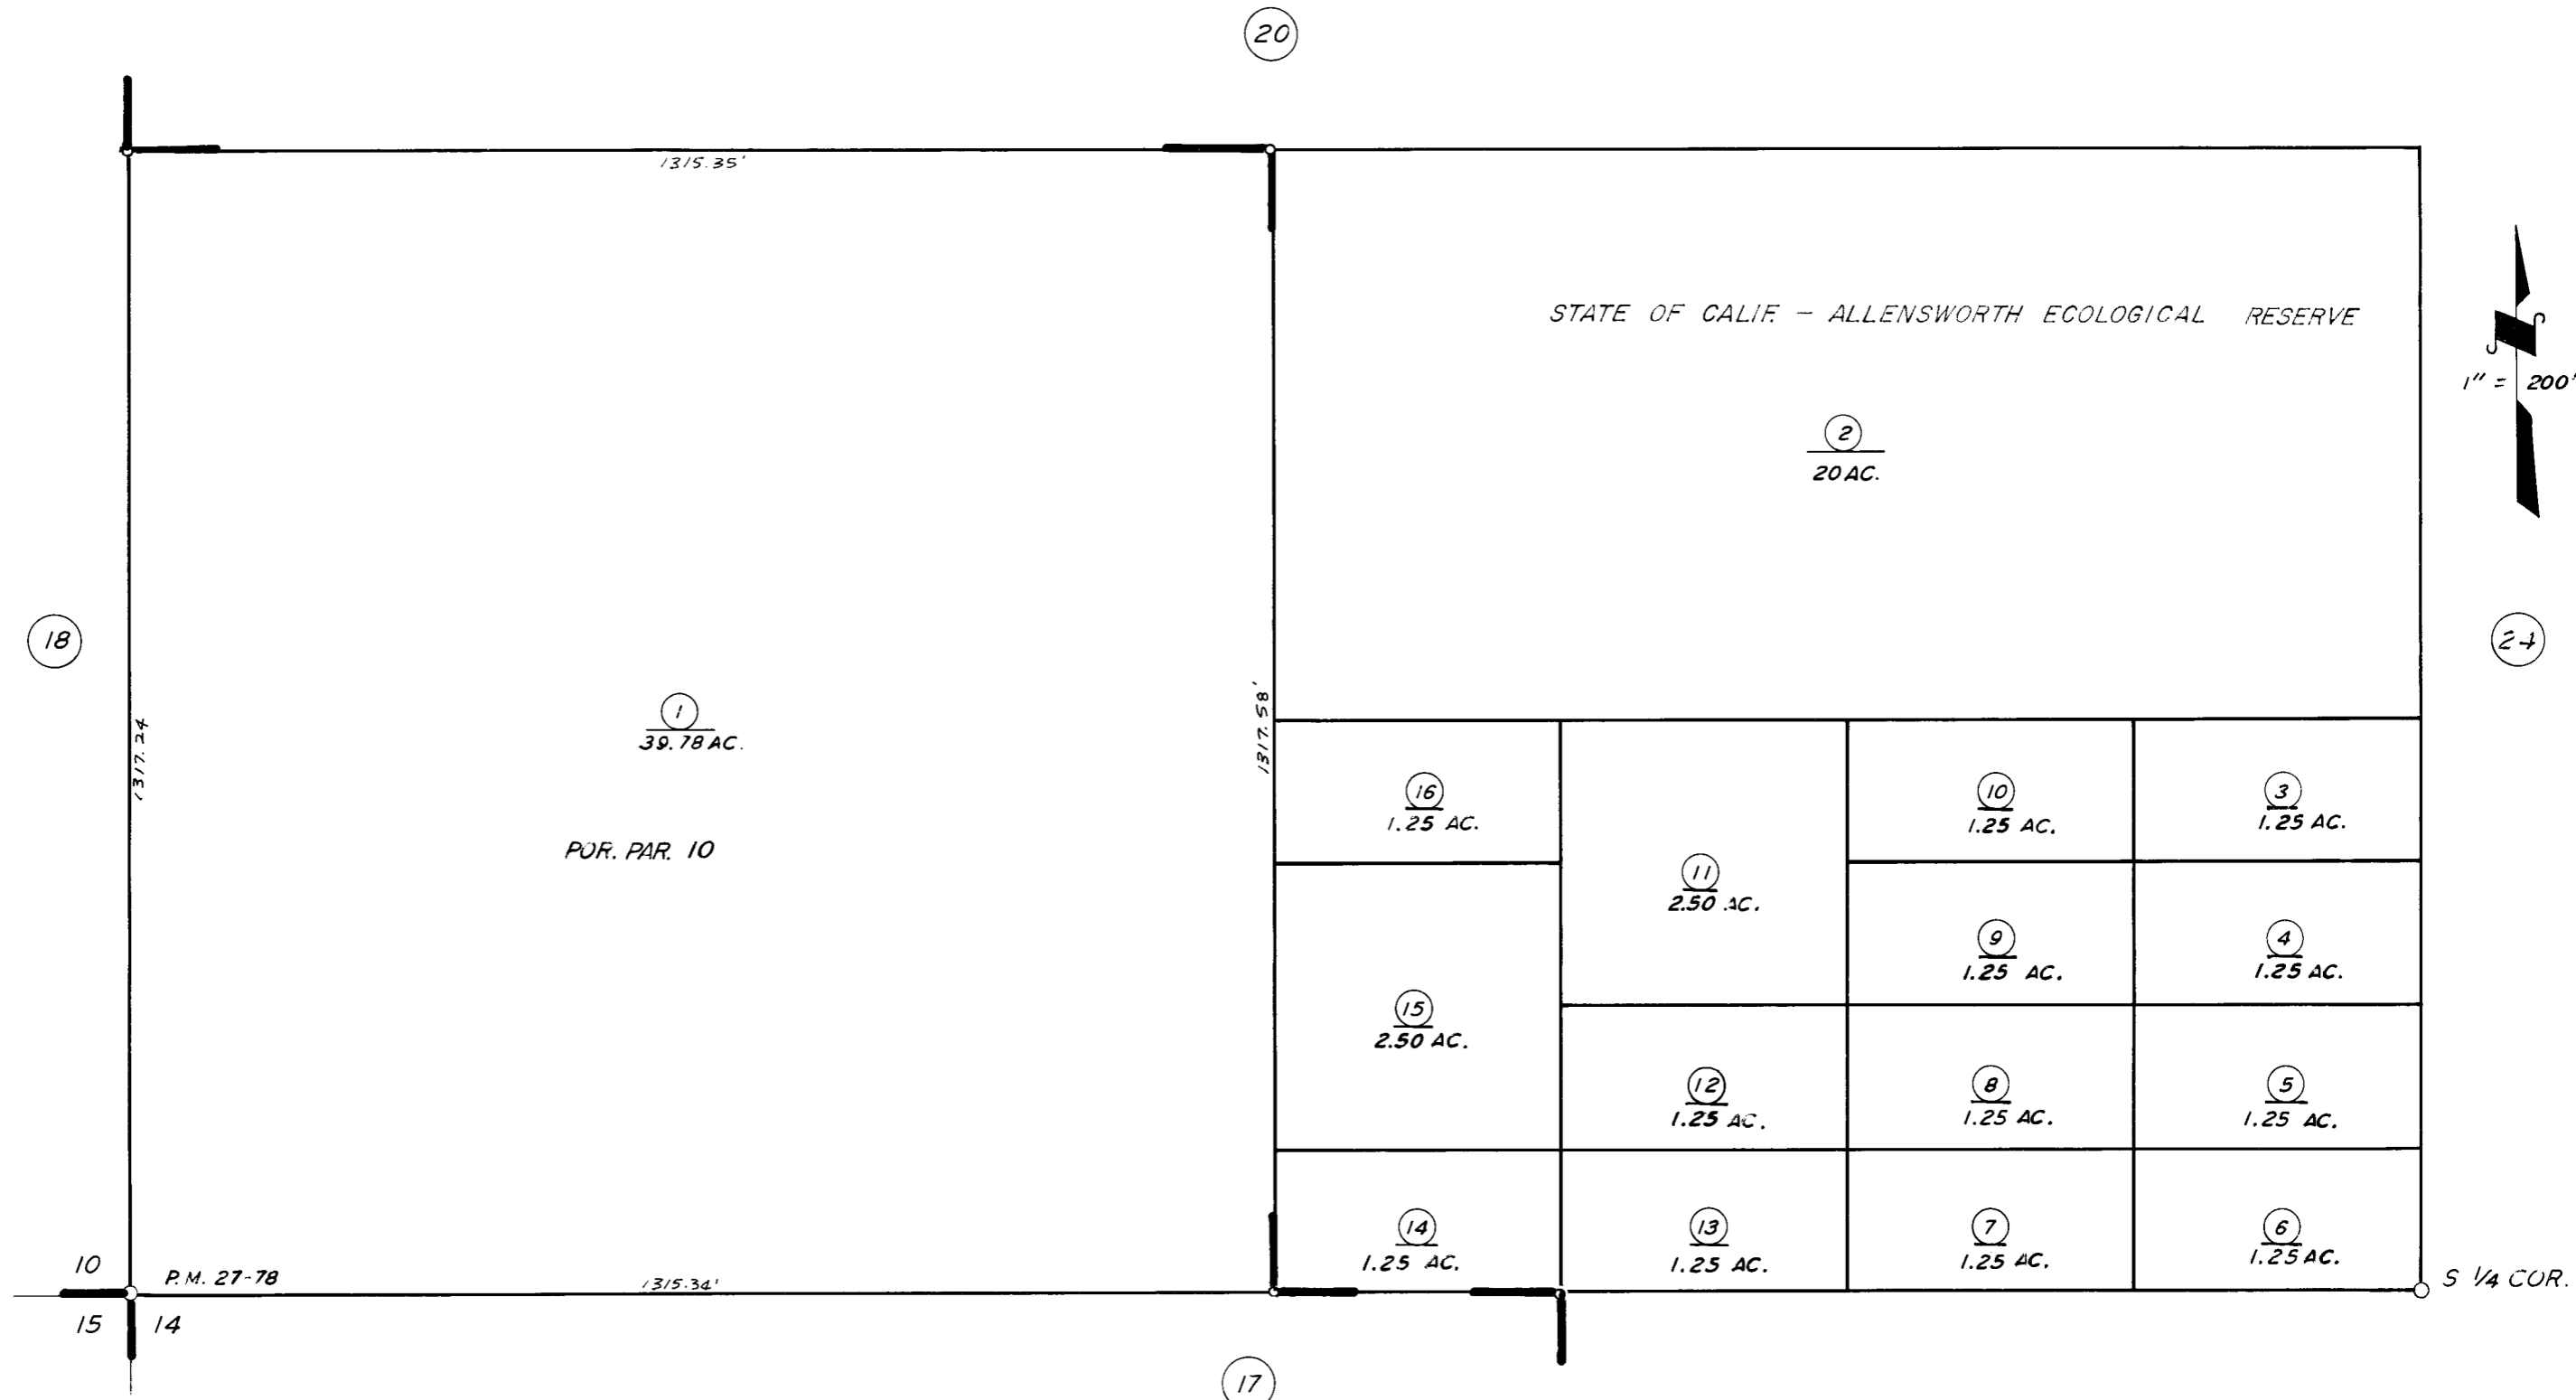 20
1315.35'
STATE OF CALIF. - ALLENSWORTH ECOLOGICAL RESERVE
1" = 200'
2
20 AC.
18
24
1
39.78 AC.
1317.24
1317.58'
POR. PAR. 10
16
1.25 AC.
10
1.25 AC.
3
1.25 AC.
11
2.50 AC.
9
1.25 AC.
4
1.25 AC.
15
2.50 AC.
12
1.25 AC.
8
1.25 AC.
5
1.25 AC.
14
1.25 AC.
13
1.25 AC.
7
1.25 AC.
6
1.25 AC.
10
P.M. 27-78
1315.34'
S 1/4 COR.
15
14
17